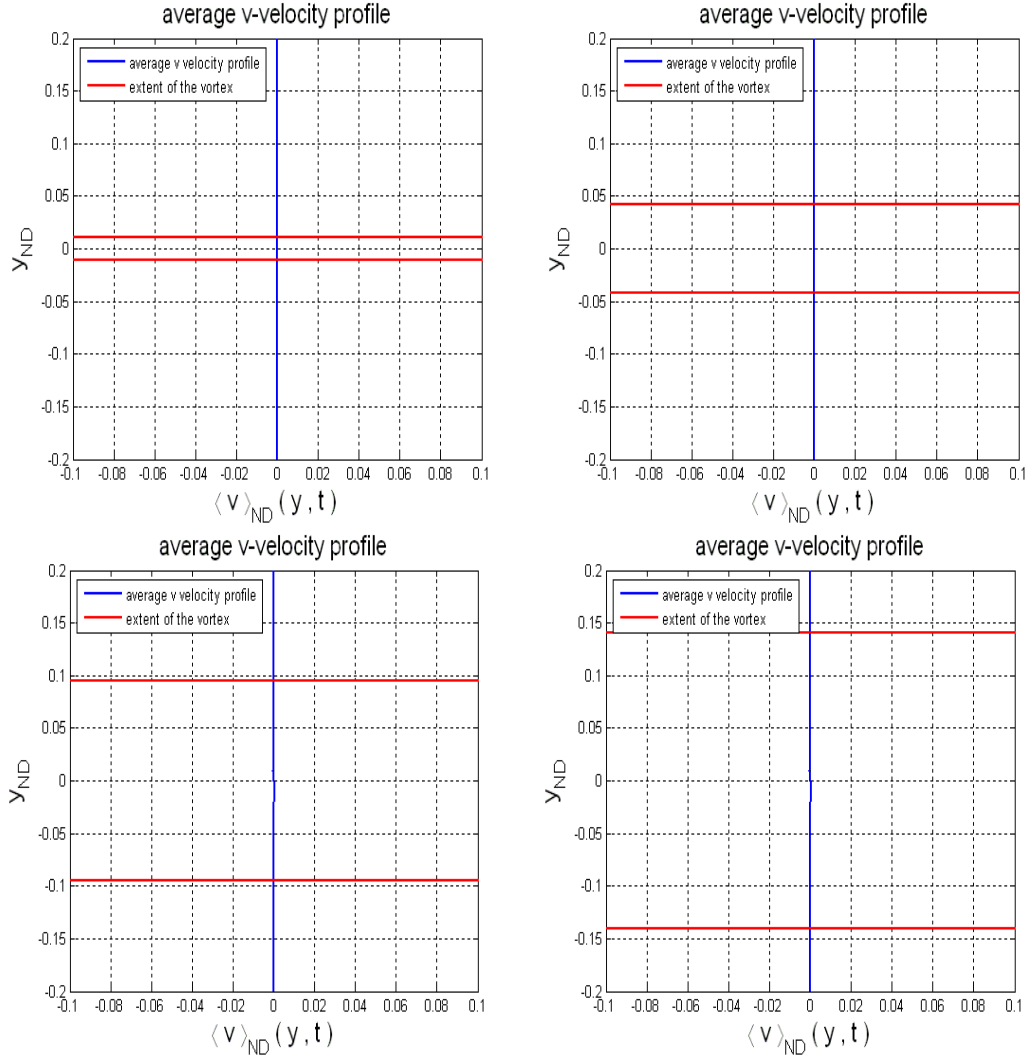 average v-velocity profile
average v velocity profile
extent of the vortex
0.2
0.15
0.1
0.05
0
-0.05
-0.1
-0.15
-0.2
y_ND
-0.1 -0.08 -0.06 -0.04 -0.02 0 0.02 0.04 0.06 0.08 0.1
⟨v⟩_ND (y, t)
average v-velocity profile
average v velocity profile
extent of the vortex
0.2
0.15
0.1
0.05
0
-0.05
-0.1
-0.15
-0.2
y_ND
-0.1 -0.08 -0.06 -0.04 -0.02 0 0.02 0.04 0.06 0.08 0.1
⟨v⟩_ND (y, t)
average v-velocity profile
average v velocity profile
extent of the vortex
0.2
0.15
0.1
0.05
0
-0.05
-0.1
-0.15
-0.2
y_ND
-0.1 -0.08 -0.06 -0.04 -0.02 0 0.02 0.04 0.06 0.08 0.1
⟨v⟩_ND (y, t)
average v-velocity profile
average v velocity profile
extent of the vortex
0.2
0.15
0.1
0.05
0
-0.05
-0.1
-0.15
-0.2
y_ND
-0.1 -0.08 -0.06 -0.04 -0.02 0 0.02 0.04 0.06 0.08 0.1
⟨v⟩_ND (y, t)